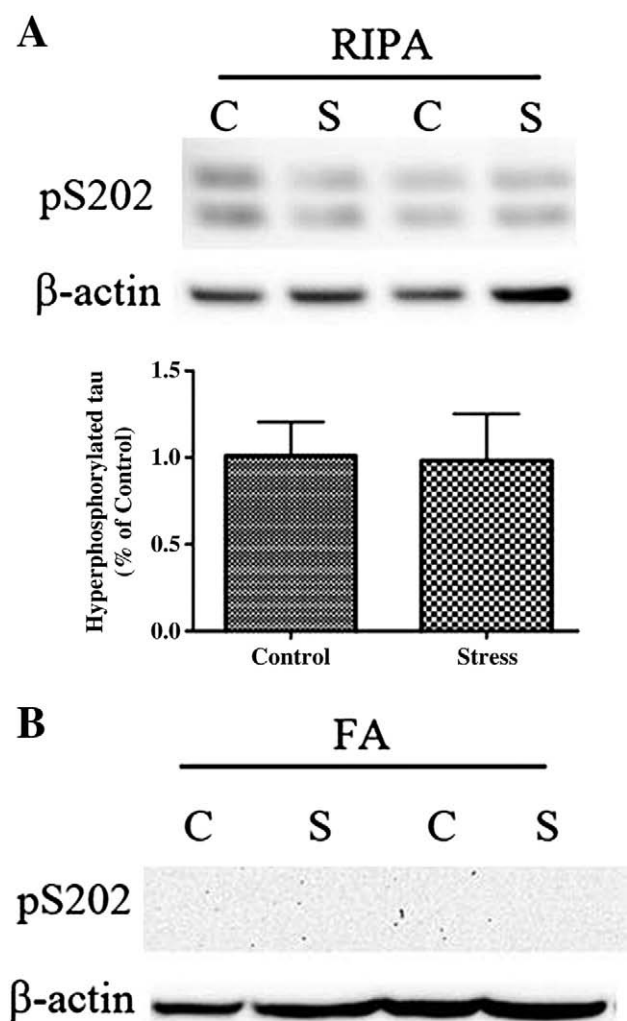 A
RIPA
C S C S
pS202
β-actin
Hyperphosphorylated tau
(% of Control)
1.5
1.0
0.5
0.0
Control Stress
B
FA
C S C S
pS202
β-actin